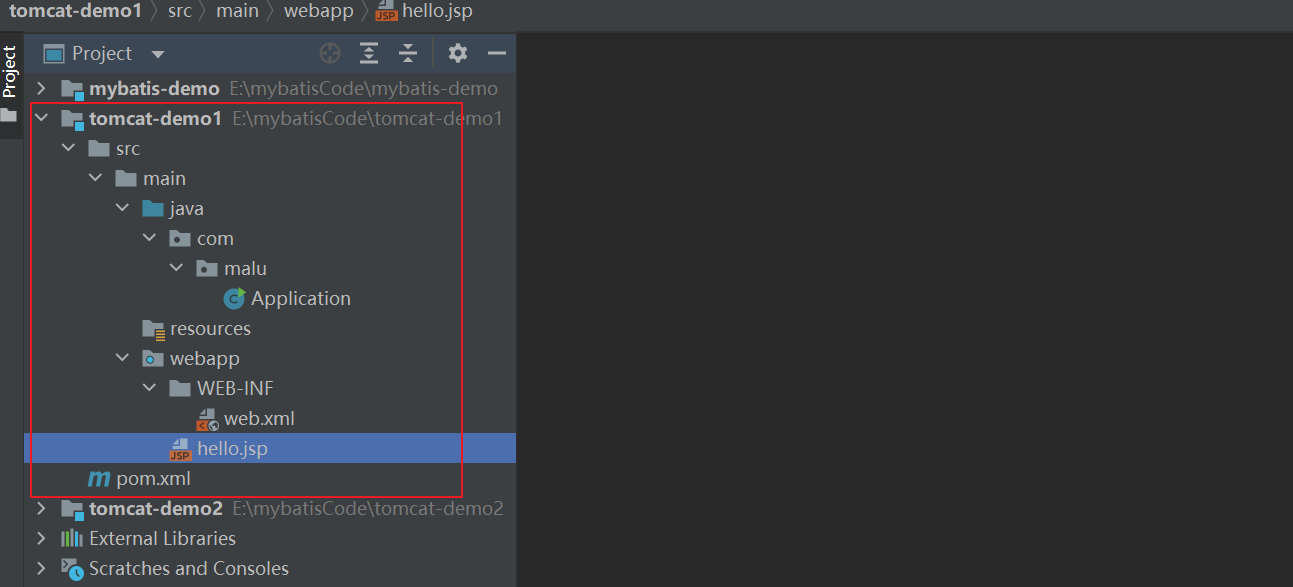 tomcat-demo1 src main webapp JSP hello.jsp
Project
Project
mybatis-demo E:\mybatisCode\mybatis-demo
tomcat-demo1 E:\mybatisCode\tomcat-demo1
src
main
java
com
malu
C Application
resources
webapp
WEB-INF
web.xml
JSP hello.jsp
m pom.xml
tomcat-demo2 E:\mybatisCode\tomcat-demo2
External Libraries
Scratches and Consoles